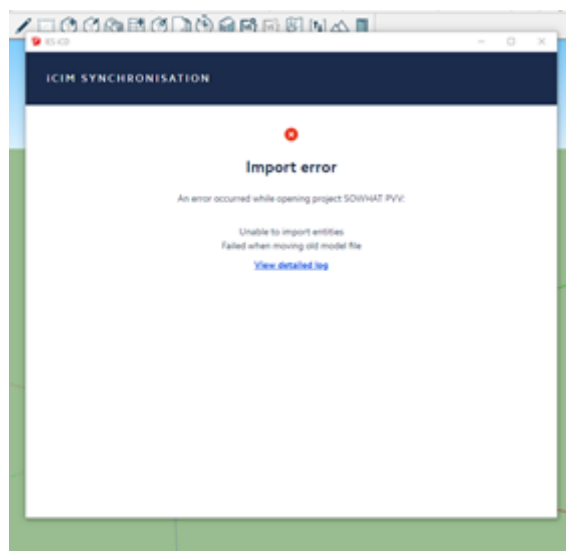 iCIM SYNCHRONISATION
Import error
An error occurred while opening project SOWHAT PVV:
Unable to import entities
Failed when moving old model file
View detailed log